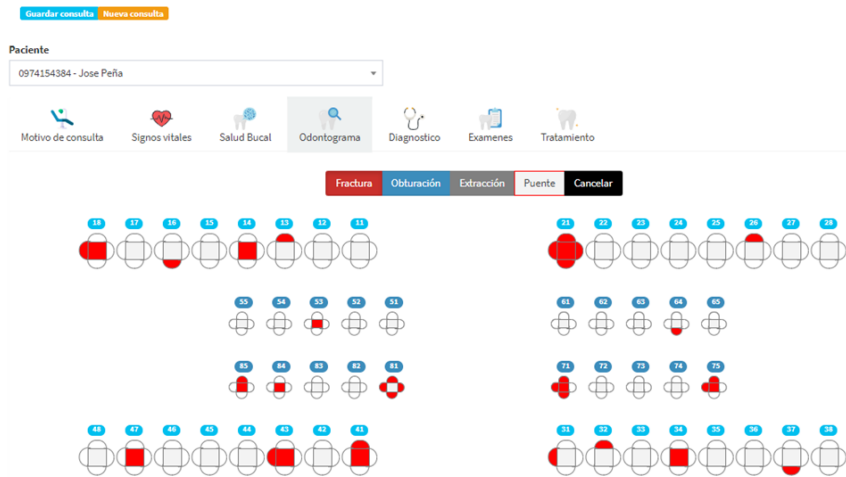 Guardar consulta Nueva consulta
Paciente
0974154384 - Jose Peña
Motivo de consulta Signos vitales Salud Bucal Odontograma Diagnostico Examenes Tratamiento
Fractura Obturación Extracción Puente Cancelar
18 17 16 15 14 13 12 11 21 22 23 24 25 26 27 28
55 54 53 52 51 61 62 63 64 65
85 84 83 82 81 71 72 73 74 75
48 47 46 45 44 43 42 41 31 32 33 34 35 36 37 38